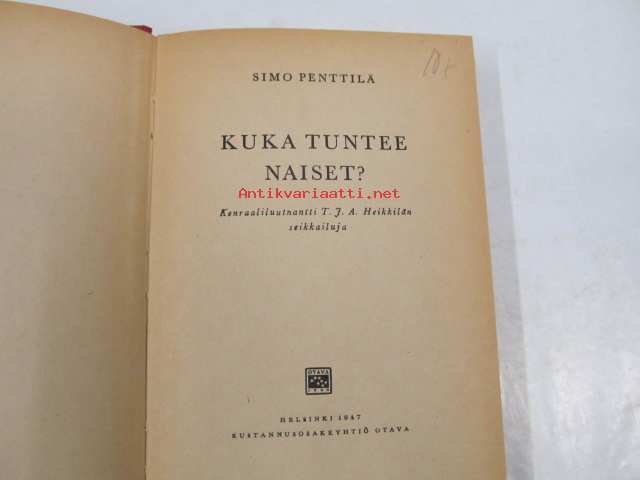 SIMO PENTTILÄ
KUKA TUNTEE
NAISET?
Antikvariaatti.net
Kenraaliluutnantti T. J. A. Heikkilän
seikkailuja
OTAVA
HELSINKI 1947
KUSTANNUSOSAKEYHTIÖ OTAVA